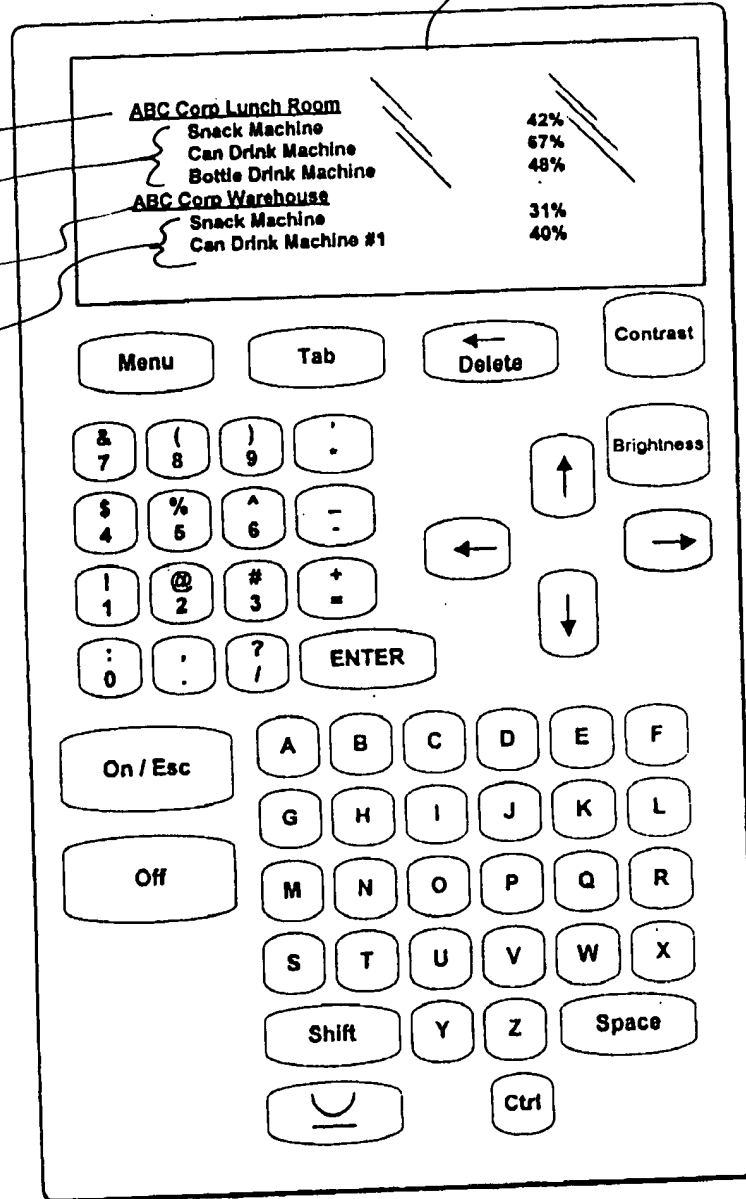 ABC Corp Lunch Room
Snack Machine 42%
Can Drink Machine 67%
Bottle Drink Machine 48%
ABC Corp Warehouse
Snack Machine 31%
Can Drink Machine #1 40%
Menu Tab Delete Contrast
& ( ) ' 
7 8 9 *
Brightness
$ % ^ _
4 5 6 -
! @ # +
1 2 3 =
: , ?
0 . / ENTER
On / Esc
A B C D E F
G H I J K L
Off
M N O P Q R
S T U V W X
Shift Y Z Space
Ctrl